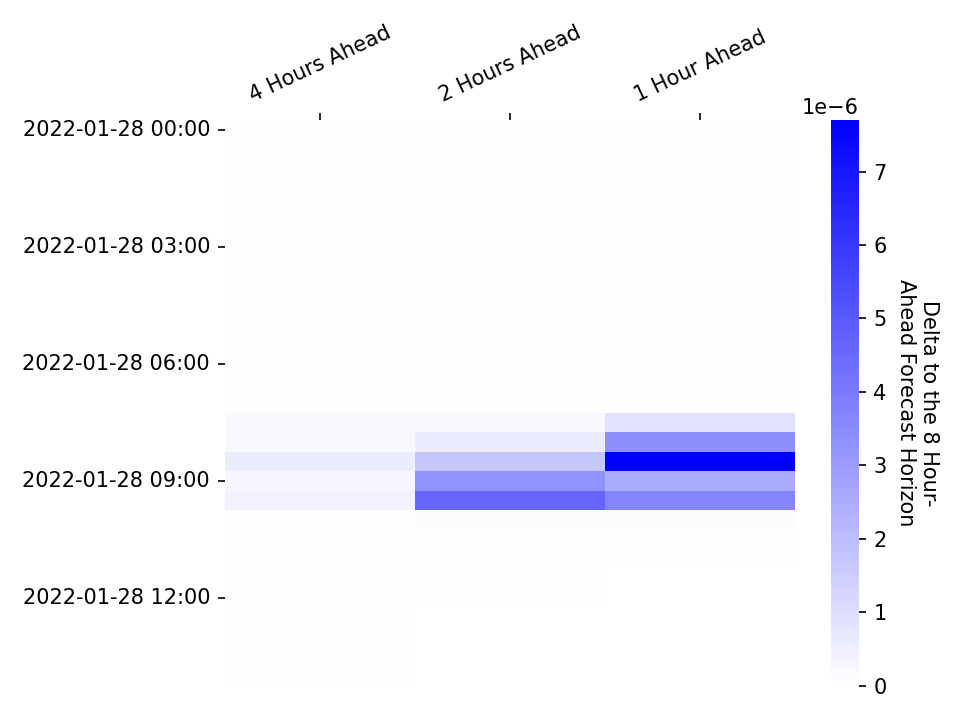 4 Hours Ahead
2 Hours Ahead
1 Hour Ahead
1e−6
2022-01-28 00:00
2022-01-28 03:00
2022-01-28 06:00
2022-01-28 09:00
2022-01-28 12:00
7
6
5
4
3
2
1
0
Delta to the 8 Hour-
Ahead Forecast Horizon